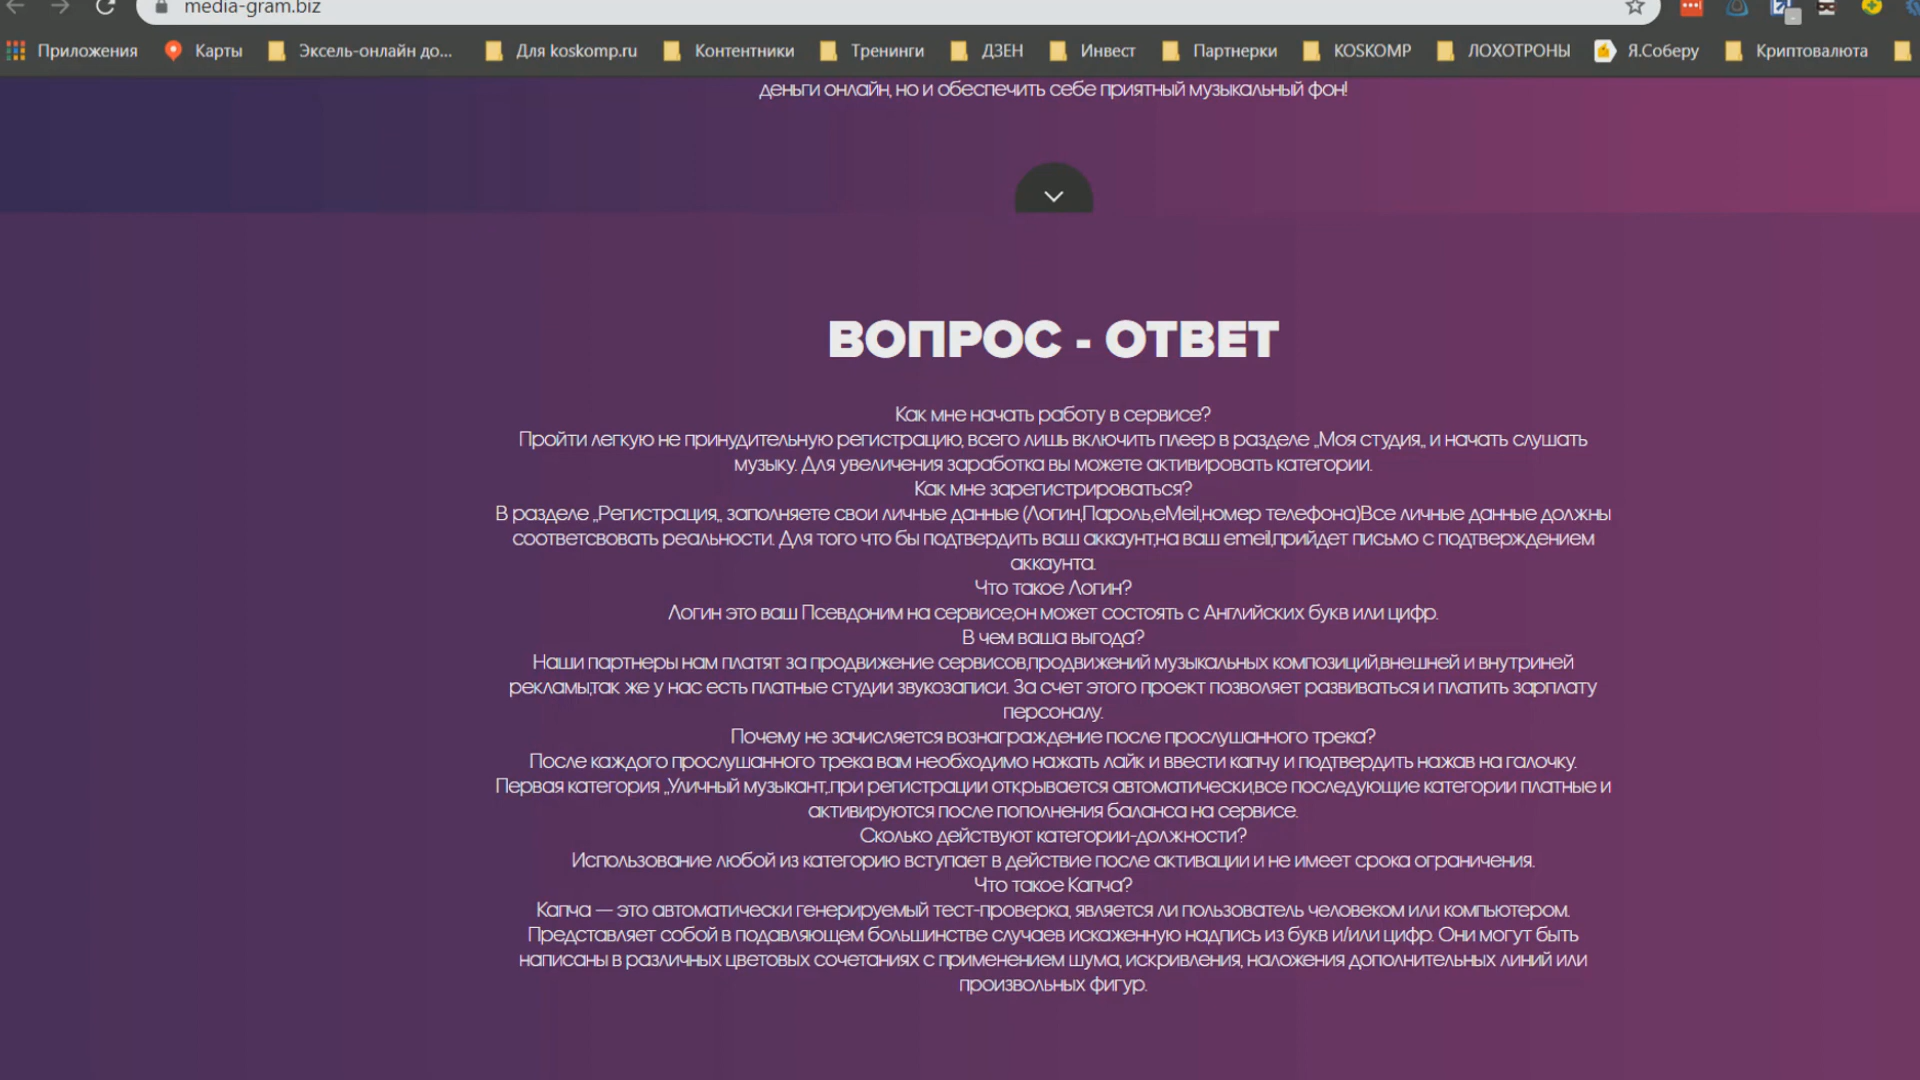 media-gram.biz
Приложения Карты Эксель-онлайн до... Для koskomp.ru Контентники Тренинги ДЗЕН Инвест Партнерки KOSKOMP ЛОХОТРОНЫ Я.Соберу Криптовалюта
деньги онлайн, но и обеспечить себе приятный музыкальный фон!
ВОПРОС - ОТВЕТ
Как мне начать работу в сервисе?
Пройти легкую не принудительную регистрацию, всего лишь включить плеер в разделе „Моя студия„ и начать слушать
музыку. Для увеличения заработка вы можете активировать категории.
Как мне зарегистрироваться?
В разделе „Регистрация„ заполняете свои личные данные (Логин,Пароль,eMeil,номер телефона)Все личные данные должны
соответсвовать реальности. Для того что бы подтвердить ваш аккаунт,на ваш emeil,прийдет письмо с подтверждением
аккаунта.
Что такое Логин?
Логин это ваш Псевдоним на сервисе,он может состоять с Английских букв или цифр.
В чем ваша выгода?
Наши партнеры нам платят за продвижение сервисов,продвижений музыкальных композиций,внешней и внутриней
рекламы,так же у нас есть платные студии звукозаписи. За счет этого проект позволяет развиваться и платить зарплату
персоналу.
Почему не зачисляется вознаграждение после прослушанного трека?
После каждого прослушанного трека вам необходимо нажать лайк и ввести капчу и подтвердить нажав на галочку.
Первая категория „Уличный музыкант„при регистрации открывается автоматически,все последующие категории платные и
активируются после пополнения баланса на сервисе.
Сколько действуют категории-должности?
Использование любой из категорию вступает в действие после активации и не имеет срока ограничения.
Что такое Капча?
Капча — это автоматически генерируемый тест-проверка, является ли пользователь человеком или компьютером.
Представляет собой в подавляющем большинстве случаев искаженную надпись из букв и/или цифр. Они могут быть
написаны в различных цветовых сочетаниях с применением шума, искривления, наложения дополнительных линий или
произвольных фигур.